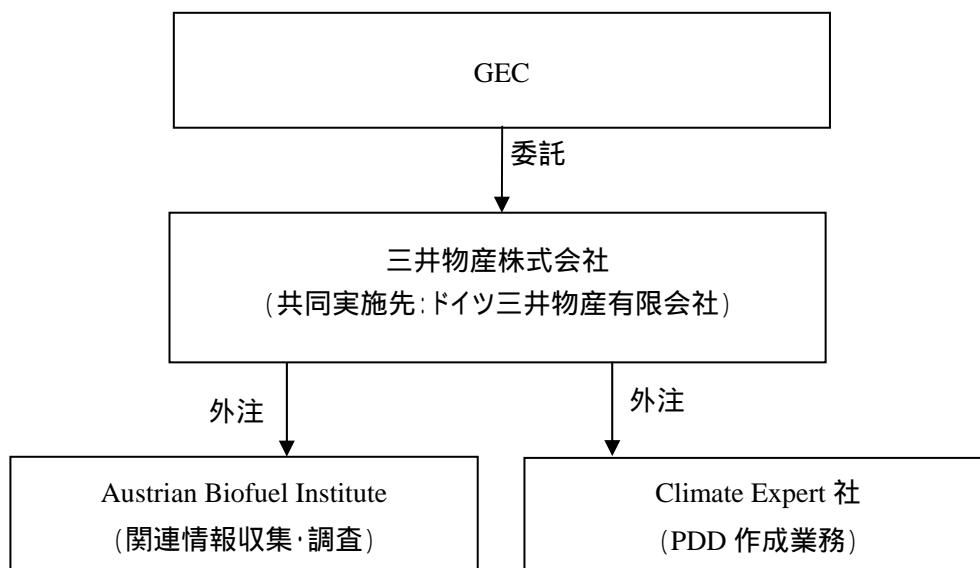 GEC
委託
三井物産株式会社
(共同実施先:ドイツ三井物産有限会社)
外注
外注
Austrian Biofuel Institute
(関連情報収集・調査)
Climate Expert 社
(PDD 作成業務)